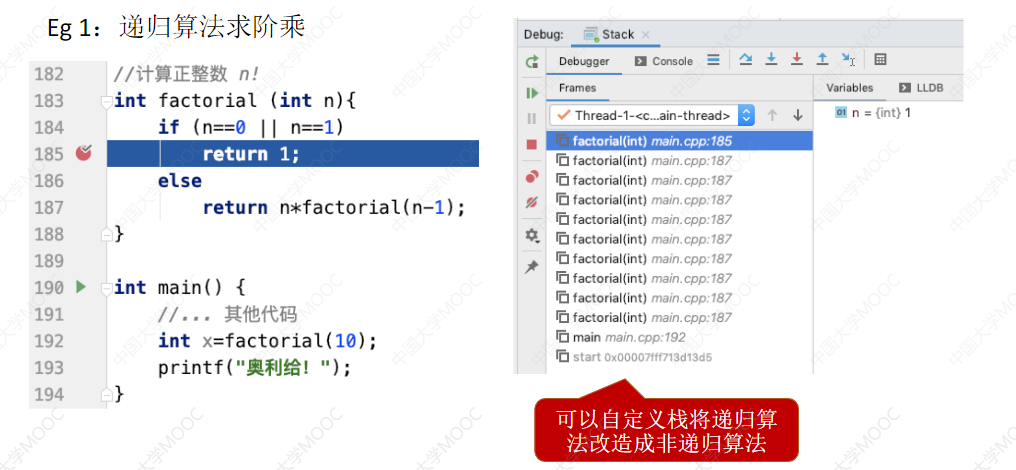 Eg 1：递归算法求阶乘
182 //计算正整数 n!
183 int factorial (int n){
184 if (n==0 || n==1)
185 return 1;
186 else
187 return n*factorial(n-1);
188 }
189
190 int main() {
191 //... 其他代码
192 int x=factorial(10);
193 printf("奥利给！");
194 }
Debug: Stack ×
Debugger Console
Frames
Thread-1-<c...ain-thread>
factorial(int) main.cpp:185
factorial(int) main.cpp:187
factorial(int) main.cpp:187
factorial(int) main.cpp:187
factorial(int) main.cpp:187
factorial(int) main.cpp:187
factorial(int) main.cpp:187
factorial(int) main.cpp:187
factorial(int) main.cpp:187
factorial(int) main.cpp:187
main main.cpp:192
start 0x00007fff713d13d5
Variables LLDB
01 n = {int} 1
可以自定义栈将递归算
法改造成非递归算法
中国大学MOOC